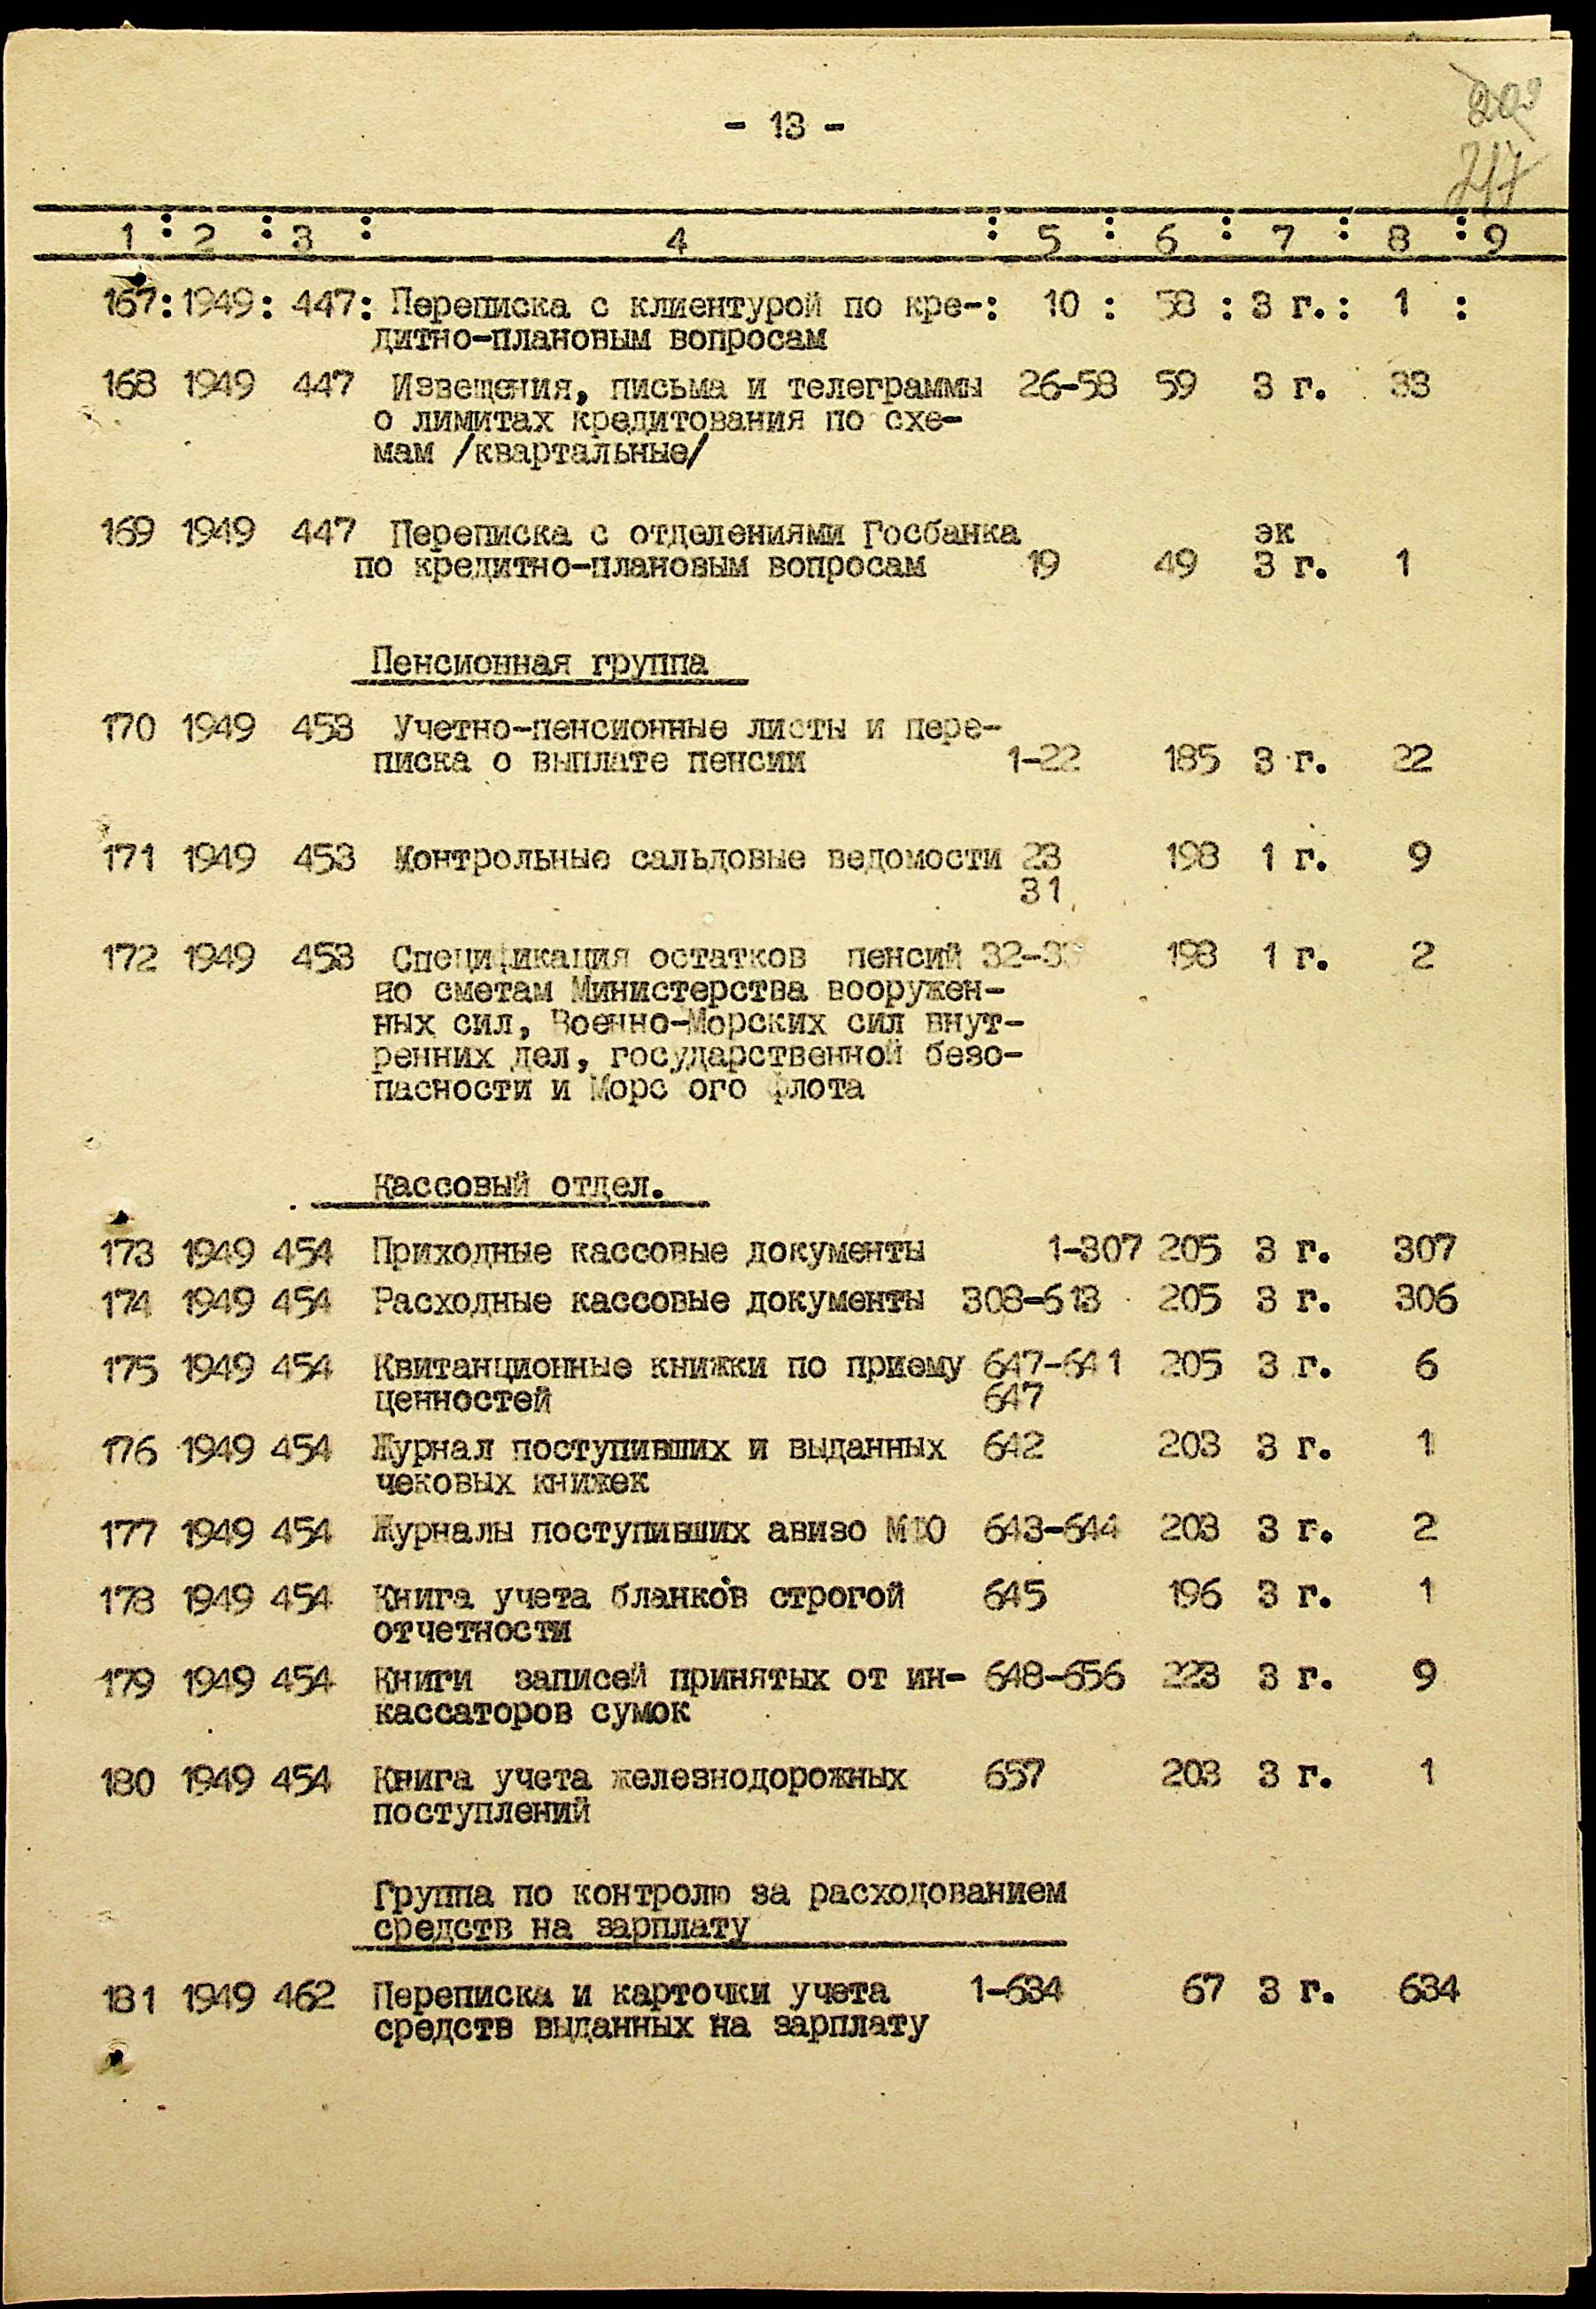 - 13 -
217
1 : 2 : 3 : 4 : 5 : 6 : 7 : 8 : 9
167: 1949: 447: Переписка с клиентурой по кре-: 10 : 58 : 3 г. : 1 :
дитно-плановым вопросам
168 1949 447 Извещения, письма и телеграммы 26-58 59 3 г. 33
о лимитах кредитования по схе-
мам /квартальные/
169 1949 447 Переписка с отделениями Госбанка эк
по кредитно-плановым вопросам 19 49 3 г. 1
Пенсионная группа
170 1949 453 Учетно-пенсионные листы и пере-
писка о выплате пенсии 1-22 185 3 г. 22
171 1949 453 Контрольные сальдовые ведомости 23 198 1 г. 9
31
172 1949 453 Спецификация остатков пенсий 32-33 198 1 г. 2
по сметам Министерства вооружен-
ных сил, Военно-Морских сил внут-
ренних дел, государственной безо-
пасности и Морс ого флота
Кассовый отдел.
173 1949 454 Приходные кассовые документы 1-307 205 3 г. 307
174 1949 454 Расходные кассовые документы 308-613 205 3 г. 306
175 1949 454 Квитанционные книжки по приему 647-641 205 3 г. 6
ценностей 647
176 1949 454 Журнал поступивших и выданных 642 203 3 г. 1
чековых книжек
177 1949 454 Журналы поступивших авизо МФО 643-644 203 3 г. 2
178 1949 454 Книга учета бланков строгой 645 196 3 г. 1
отчетности
179 1949 454 Книги записей принятых от ин- 648-656 223 3 г. 9
кассаторов сумок
180 1949 454 Книга учета железнодорожных 657 203 3 г. 1
поступлений
Группа по контролю за расходованием
средств на зарплату
181 1949 462 Переписка и карточки учета 1-634 67 3 г. 634
средств выданных на зарплату